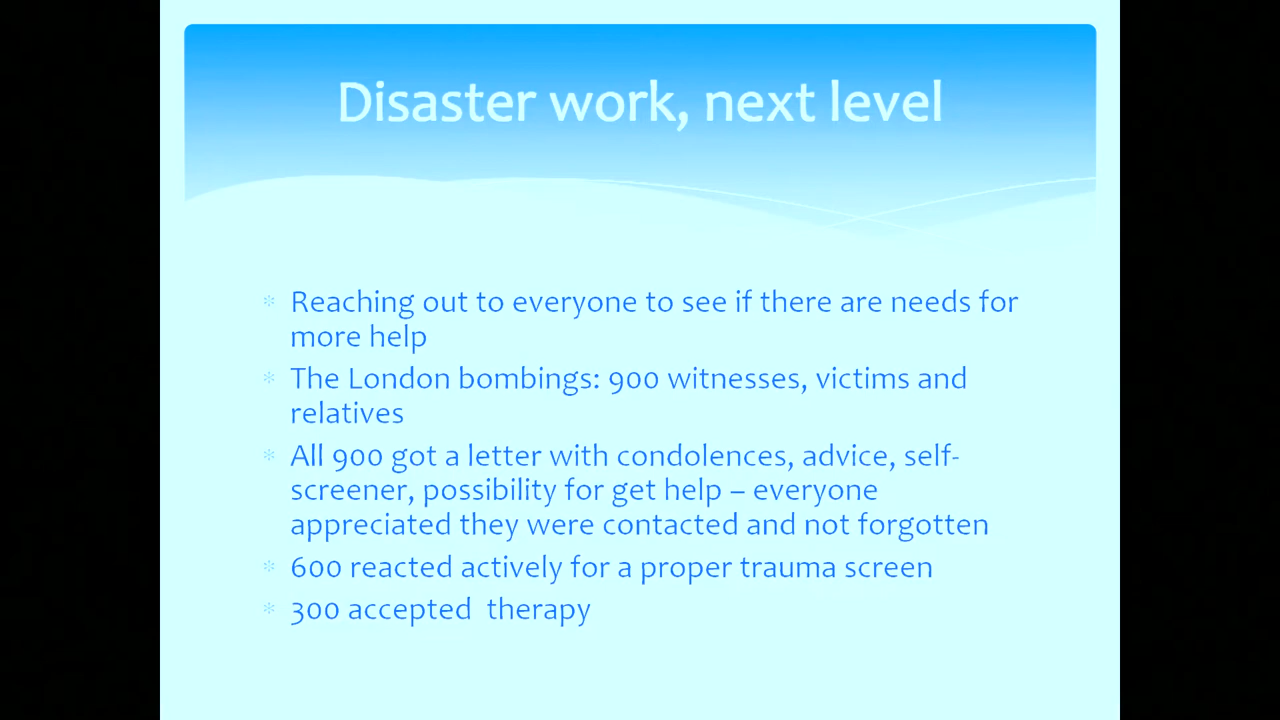 Disaster work, next level
Reaching out to everyone to see if there are needs for
more help
The London bombings: 900 witnesses, victims and
relatives
All 900 got a letter with condolences, advice, self-
screener, possibility for get help – everyone
appreciated they were contacted and not forgotten
600 reacted actively for a proper trauma screen
300 accepted  therapy